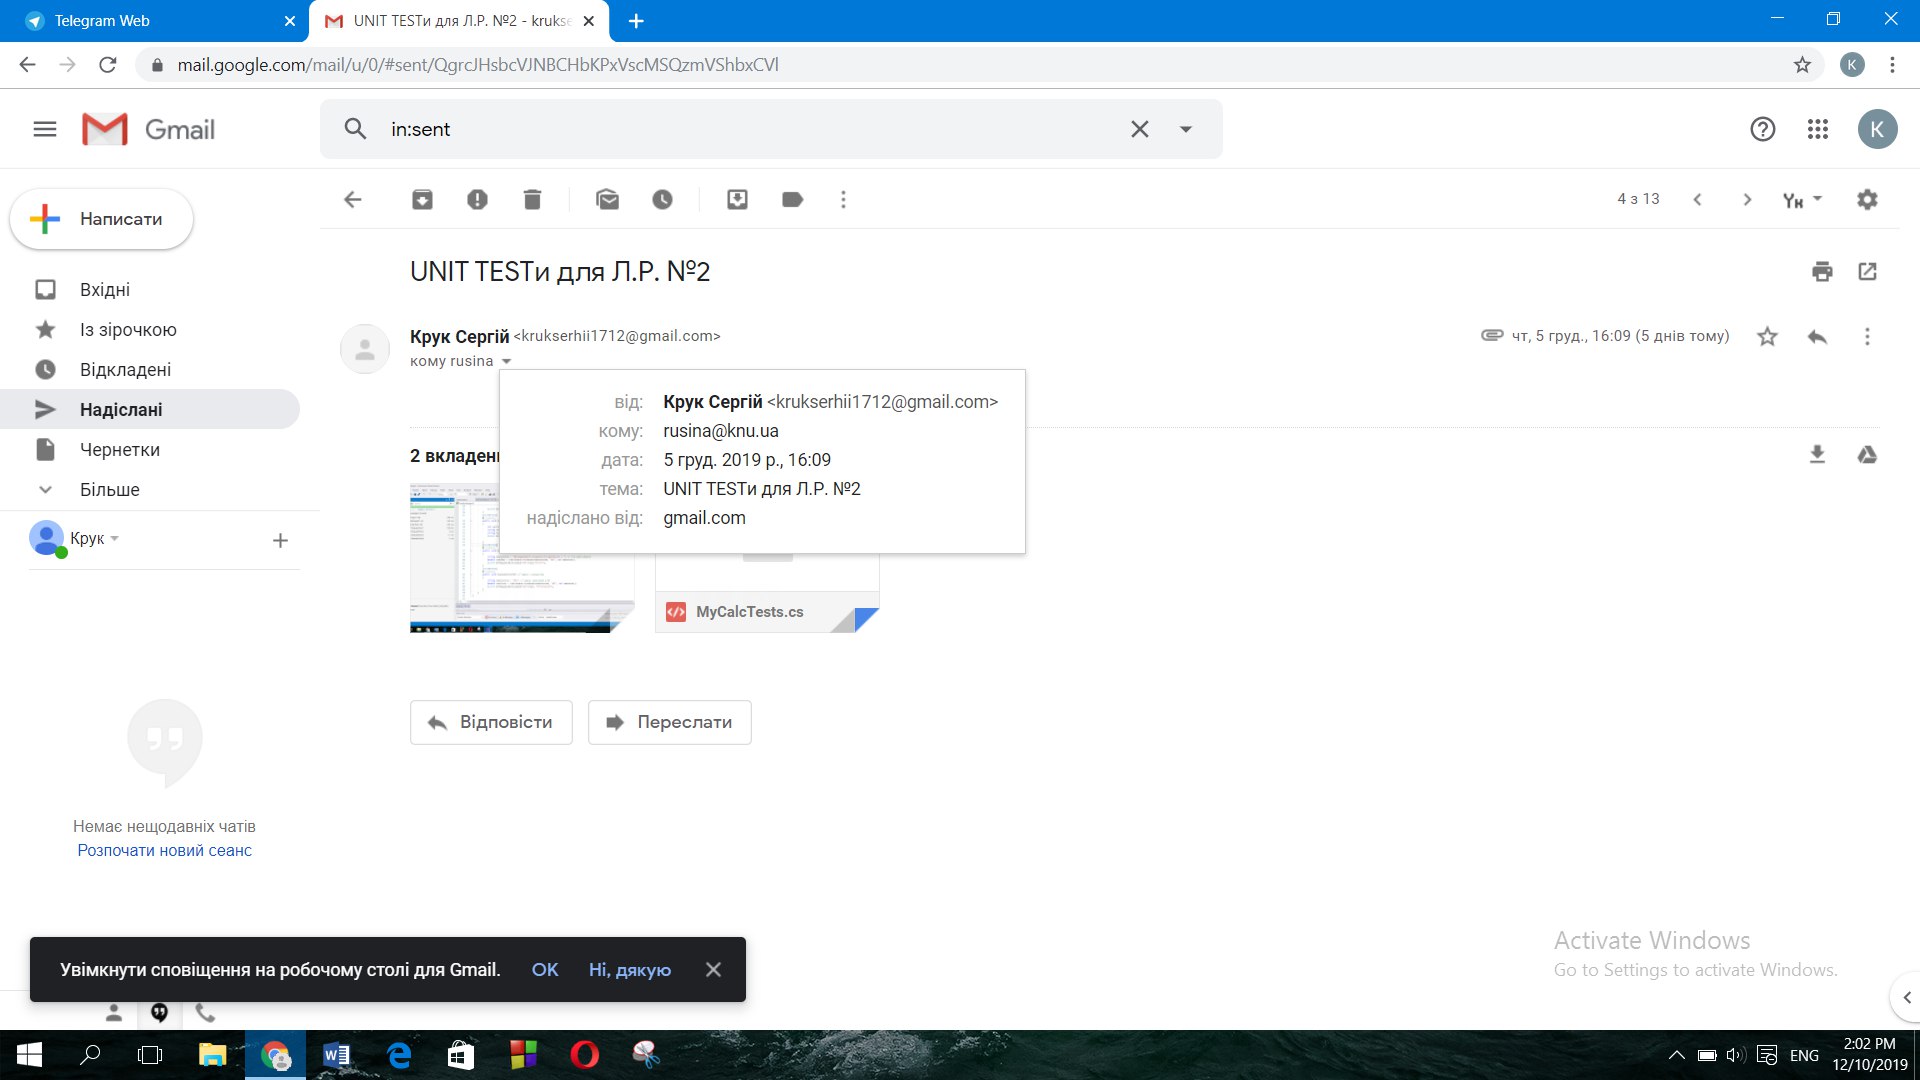 Telegram Web
UNIT TESTи для Л.Р. №2 - krukse
mail.google.com/mail/u/0/#sent/QgrcJHsbcVJNBCHbKPxVscMSQzmVShbxCVl
K
Gmail
in:sent
K
Написати
4 з 13
Вхідні
Із зірочкою
Відкладені
Надіслані
Чернетки
Більше
Крук
UNIT TESTи для Л.Р. №2
Крук Сергій <krukserhii1712@gmail.com>
чт, 5 груд., 16:09 (5 днів тому)
кому rusina
від: Крук Сергій <krukserhii1712@gmail.com>
кому: rusina@knu.ua
дата: 5 груд. 2019 р., 16:09
тема: UNIT TESTи для Л.Р. №2
надіслано від: gmail.com
2 вкладен
MyCalcTests.cs
Відповісти
Переслати
Немає нещодавніх чатів
Розпочати новий сеанс
Увімкнути сповіщення на робочому столі для Gmail. OK Ні, дякую
Activate Windows
Go to Settings to activate Windows.
ENG
2:02 PM
12/10/2019